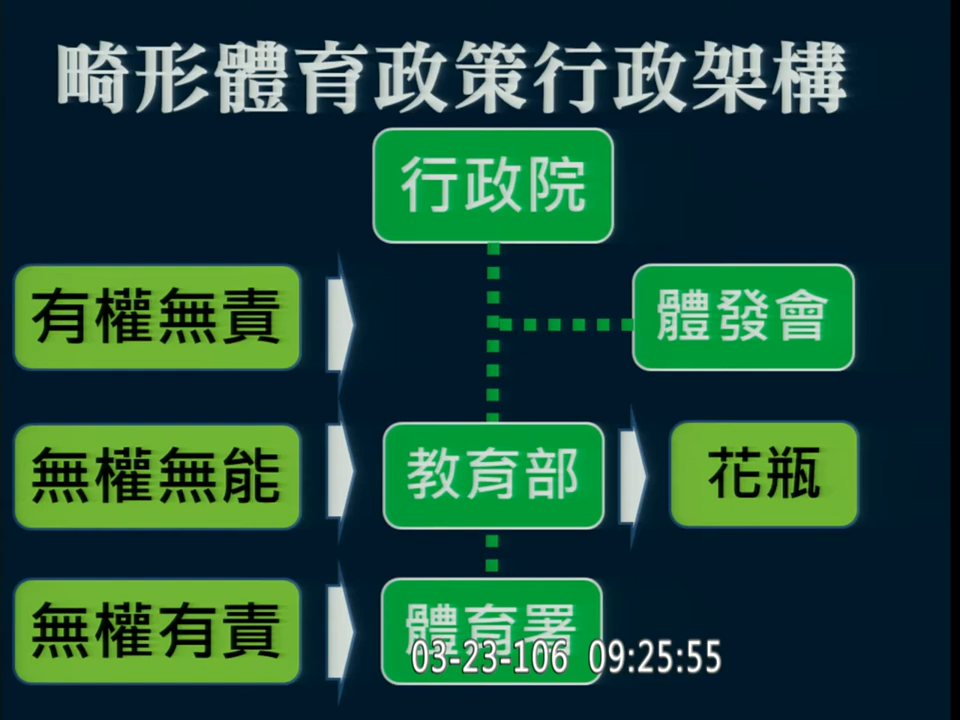 畸形體育政策行政架構
行政院
有權無責
體發會
無權無能
教育部
花瓶
無權有責
體育署
03-23-106 09:25:55